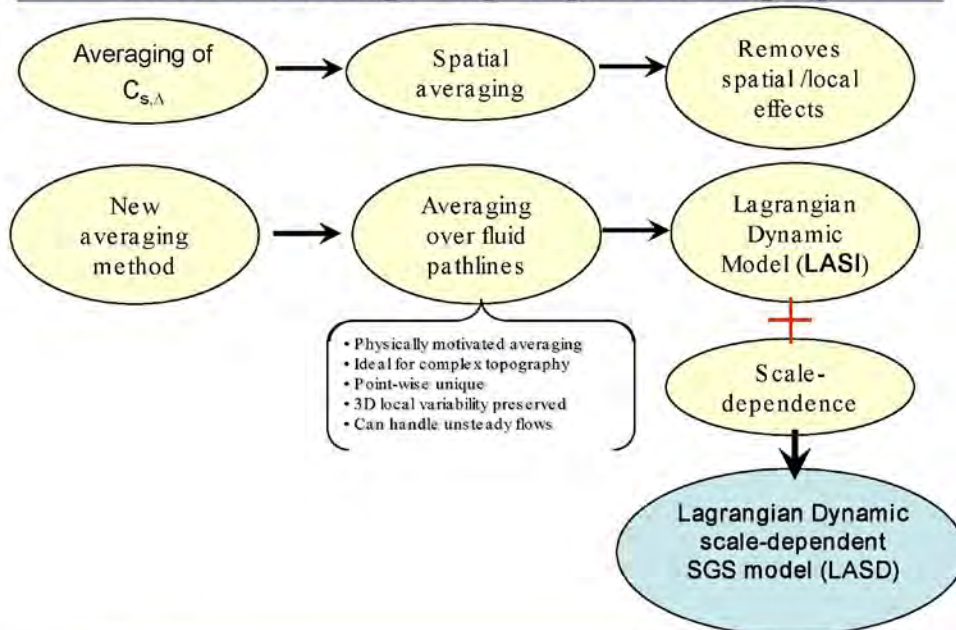 Averaging of
Cs,Δ
Spatial
averaging
Removes
spatial /local
effects
New
averaging
method
Averaging
over fluid
pathlines
Lagrangian
Dynamic
Model (LASI)
• Physically motivated averaging
• Ideal for complex topography
• Point-wise unique
• 3D local variability preserved
• Can handle unsteady flows
Scale-
dependence
Lagrangian Dynamic
scale-dependent
SGS model (LASD)